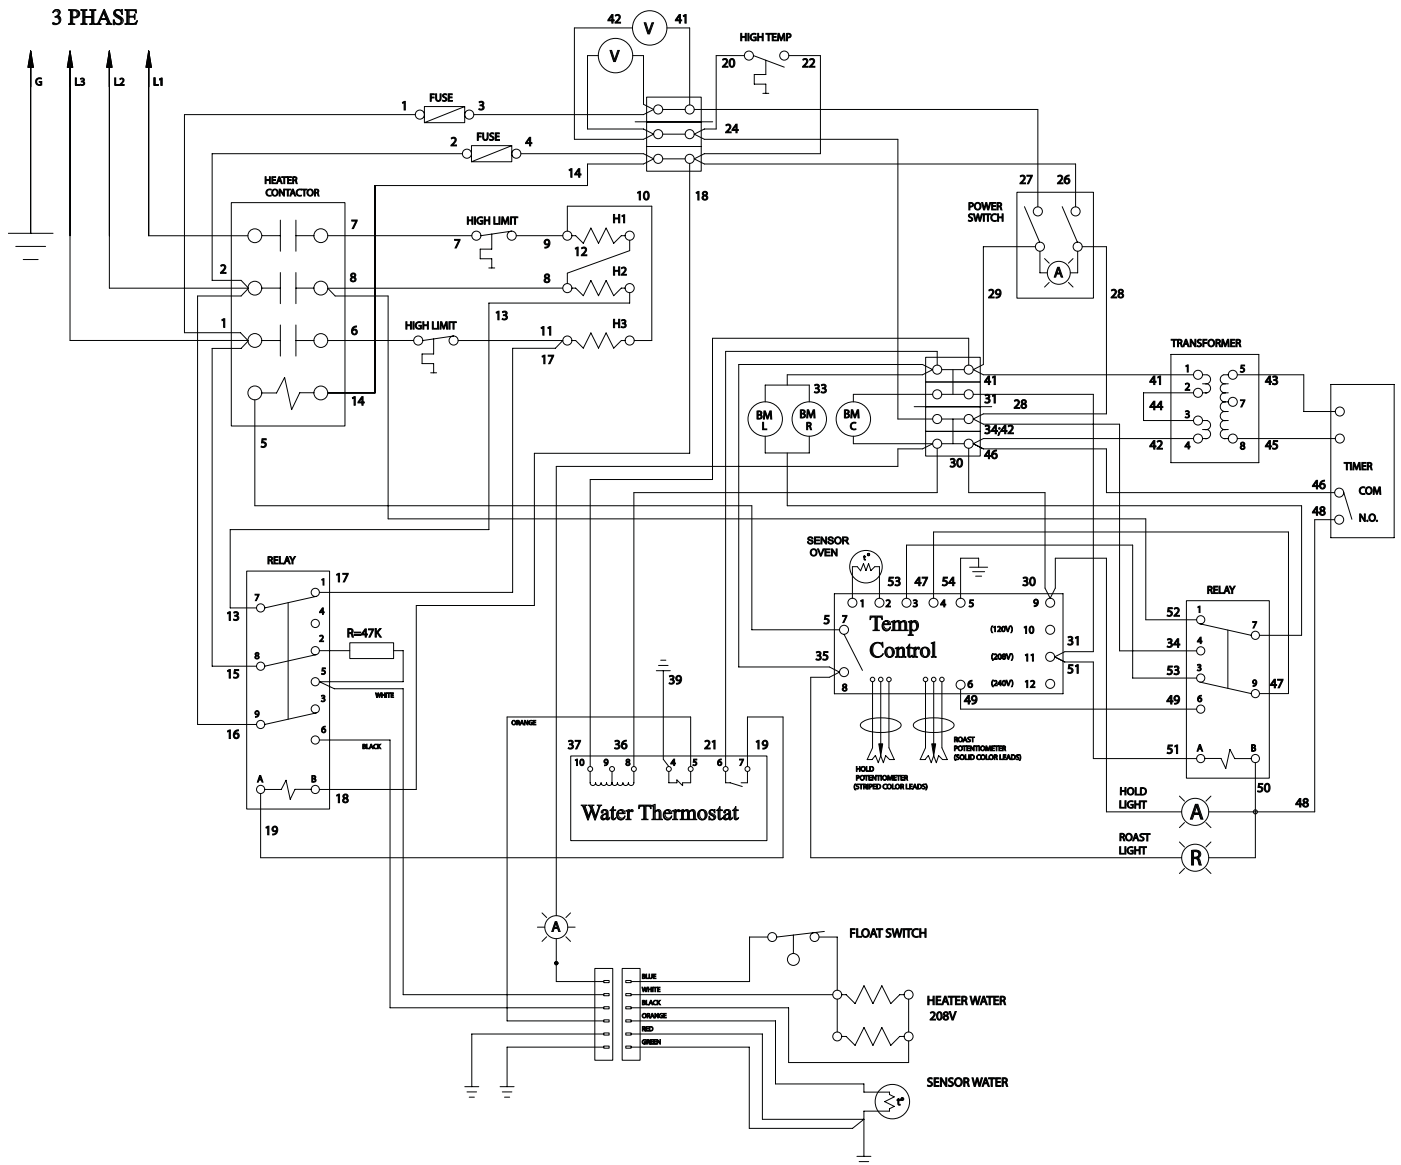 3 PHASE
G
L3
L2
L1
42
41
V
V
HIGH TEMP
20
22
1
FUSE
3
2
FUSE
4
24
14
18
HEATER
CONTACTOR
7
HIGH LIMIT
7
9
12
10
H1
2
8
8
H2
13
1
6
HIGH LIMIT
11
17
H3
14
5
27
26
POWER
SWITCH
A
29
28
TRANSFORMER
41
1
2
44
3
42
4
5
43
7
8
45
TIMER
46
COM
48
N.O.
33
BM
L
BM
R
BM
C
41
31
28
34;42
46
30
RELAY
17
1
7
13
4
R=47K
2
8
15
5
WHITE
3
9
16
6
BLACK
A
B
18
19
SENSOR
OVEN
t°
53
47
54
30
1
2
3
4
5
9
5
7
Temp
Control
(120V)
10
31
35
(208V)
11
51
8
6
(240V)
12
49
HOLD
POTENTIOMETER
(STRIPED COLOR LEADS)
ROAST
POTENTIOMETER
(SOLID COLOR LEADS)
RELAY
52
1
7
34
4
53
3
9
47
49
6
51
A
B
50
HOLD
LIGHT
A
48
ROAST
LIGHT
R
39
ORANGE
37
36
21
19
10
9
8
4
5
6
7
Water Thermostat
A
FLOAT SWITCH
BLUE
WHITE
BLACK
ORANGE
RED
GREEN
HEATER WATER
208V
SENSOR WATER
t°